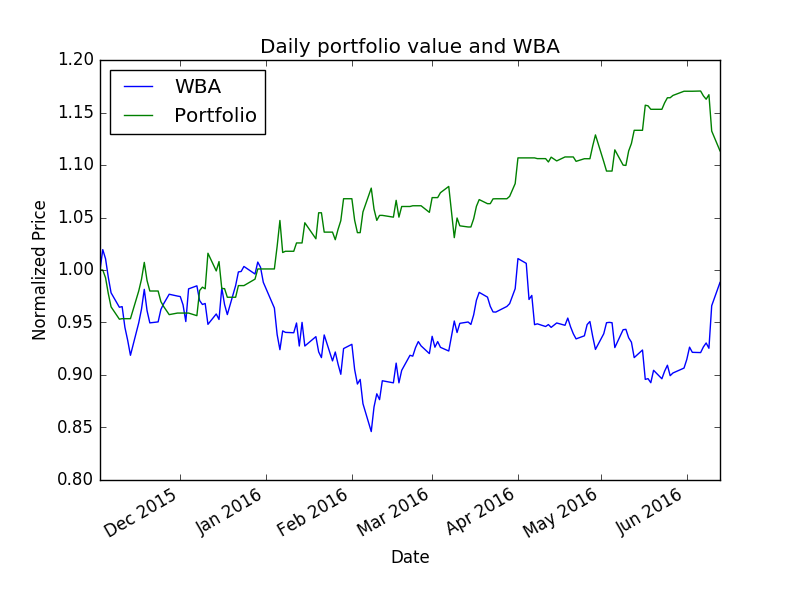 Daily portfolio value and WBA
1.20
1.15
1.10
1.05
1.00
0.95
0.90
0.85
0.80
WBA
Portfolio
Normalized Price
Dec 2015
Jan 2016
Feb 2016
Mar 2016
Apr 2016
May 2016
Jun 2016
Date